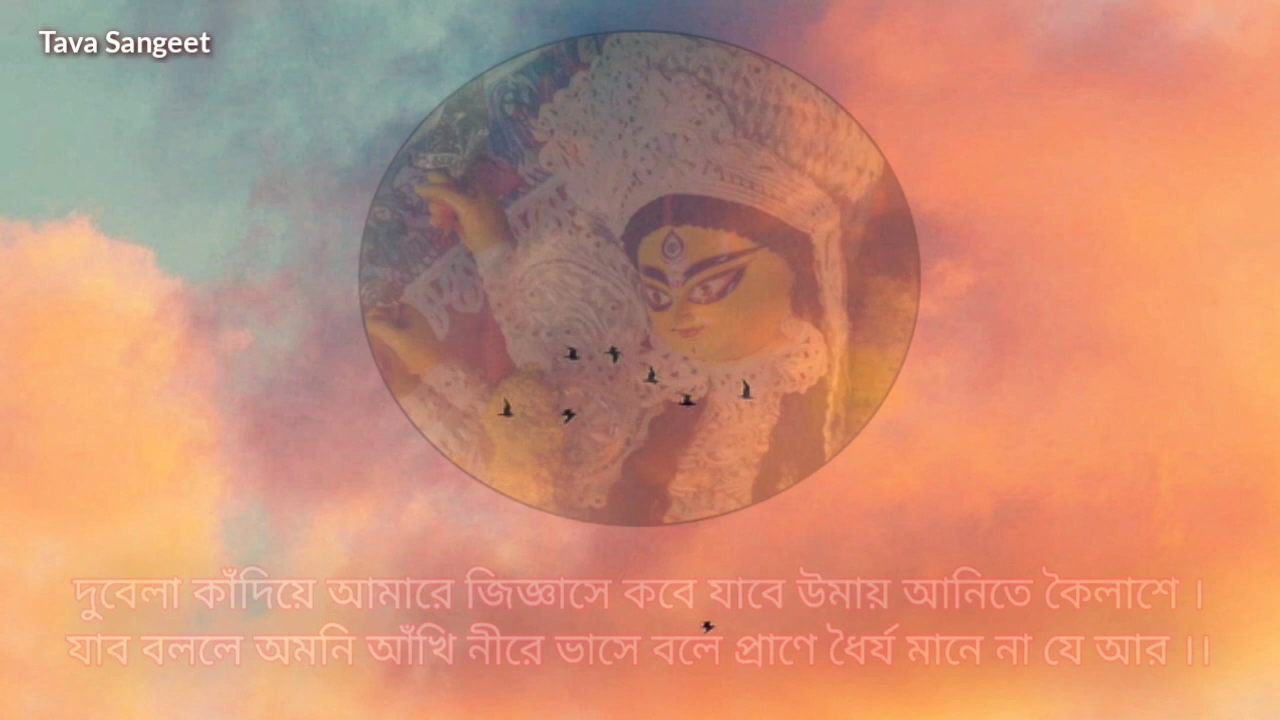 Tava Sangeet
দুবেলা কাঁদিয়ে আমারে জিজ্ঞাসে কবে যাবে উমায় আনিতে কৈলাশে ।
যাব বললে অমনি আঁখি নীরে ভাসে বলে প্রাণে ধৈর্য মানে না যে আর ।।